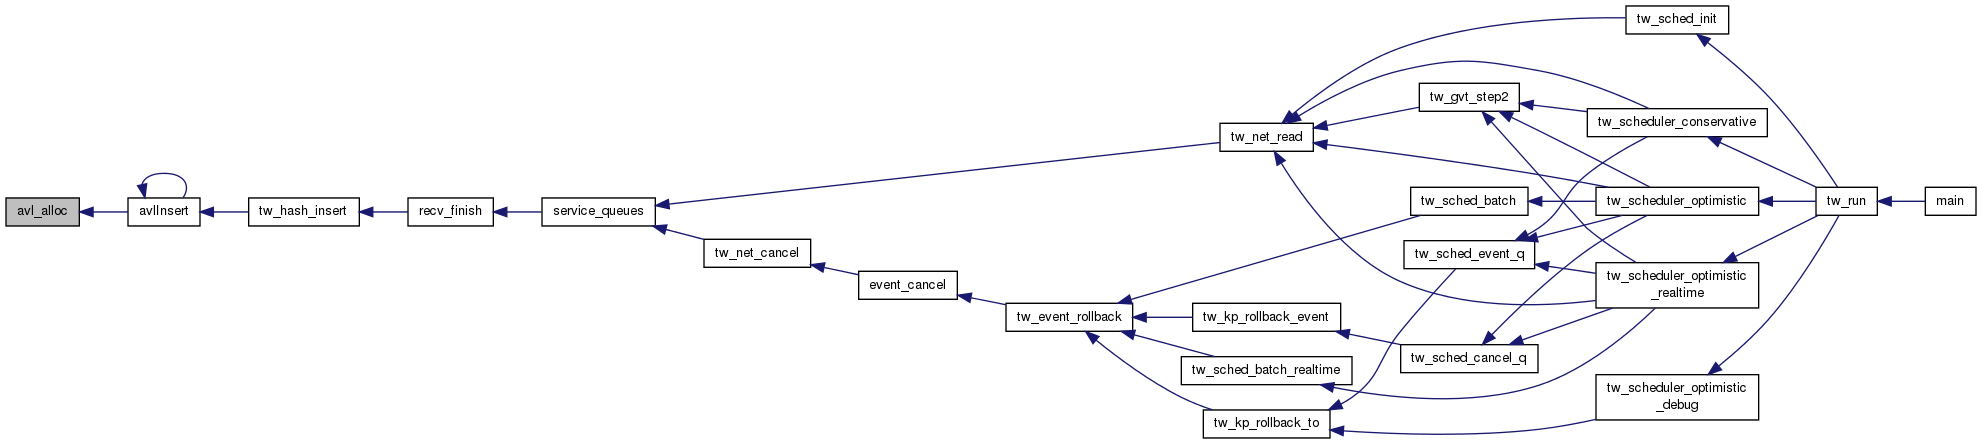 avl_alloc
avlInsert
tw_hash_insert
recv_finish
service_queues
tw_net_cancel
event_cancel
tw_event_rollback
tw_net_read
tw_kp_rollback_event
tw_sched_batch_realtime
tw_kp_rollback_to
tw_gvt_step2
tw_sched_batch
tw_sched_event_q
tw_sched_cancel_q
tw_sched_init
tw_scheduler_conservative
tw_scheduler_optimistic
tw_scheduler_optimistic
_realtime
tw_scheduler_optimistic
_debug
tw_run
main